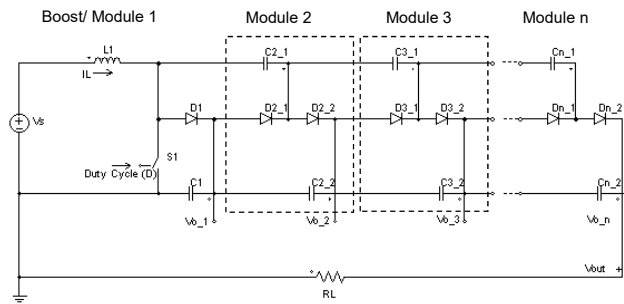 Boost/ Module 1
Module 2
Module 3
Module n
L1
IL
C2_1
C3_1
Cn_1
Vs
D1
D2_1
D2_2
D3_1
D3_2
Dn_1
Dn_2
S1
Duty Cycle (D)
C1
C2_2
C3_2
Cn_2
Vo_1
Vo_2
Vo_3
Vo_n
Vout +
RL